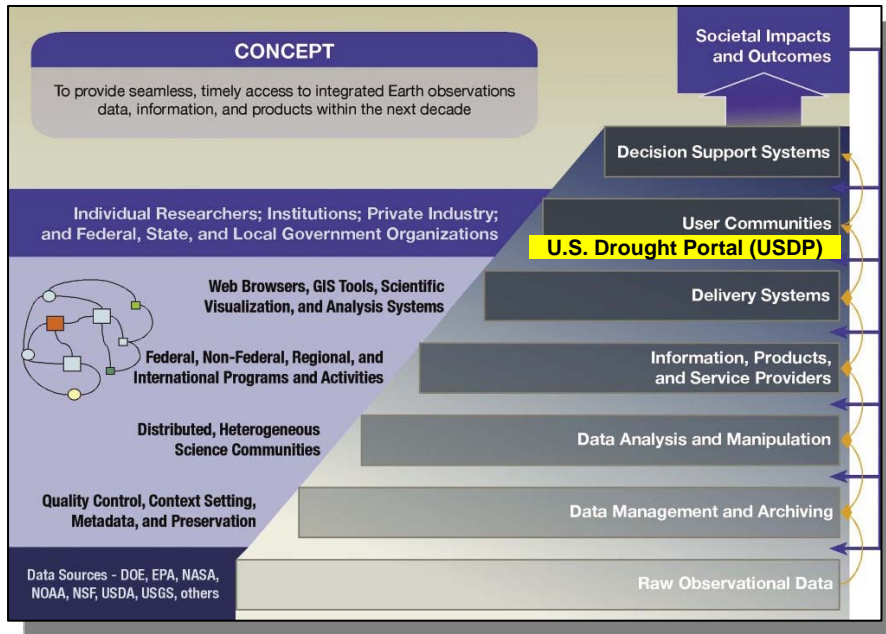 CONCEPT
To provide seamless, timely access to integrated Earth observations
data, information, and products within the next decade
Societal Impacts
and Outcomes
Decision Support Systems
Individual Researchers; Institutions; Private Industry;
and Federal, State, and Local Government Organizations
User Communities
U.S. Drought Portal (USDP)
Web Browsers, GIS Tools, Scientific
Visualization, and Analysis Systems
Delivery Systems
Federal, Non-Federal, Regional, and
International Programs and Activities
Information, Products,
and Service Providers
Distributed, Heterogeneous
Science Communities
Data Analysis and Manipulation
Quality Control, Context Setting,
Metadata, and Preservation
Data Management and Archiving
Data Sources - DOE, EPA, NASA,
NOAA, NSF, USDA, USGS, others
Raw Observational Data